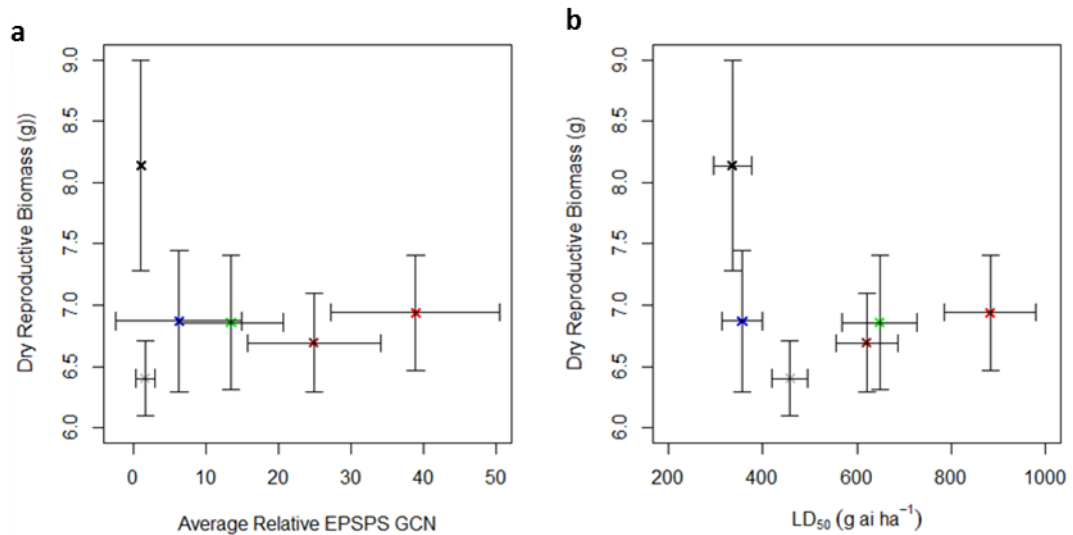 a
Dry Reproductive Biomass (g))
9.0
8.5
8.0
7.5
7.0
6.5
6.0
0 10 20 30 40 50
Average Relative EPSPS GCN
b
Dry Reproductive Biomass (g)
9.0
8.5
8.0
7.5
7.0
6.5
6.0
200 400 600 800 1000
LD₅₀ (g ai ha⁻¹)